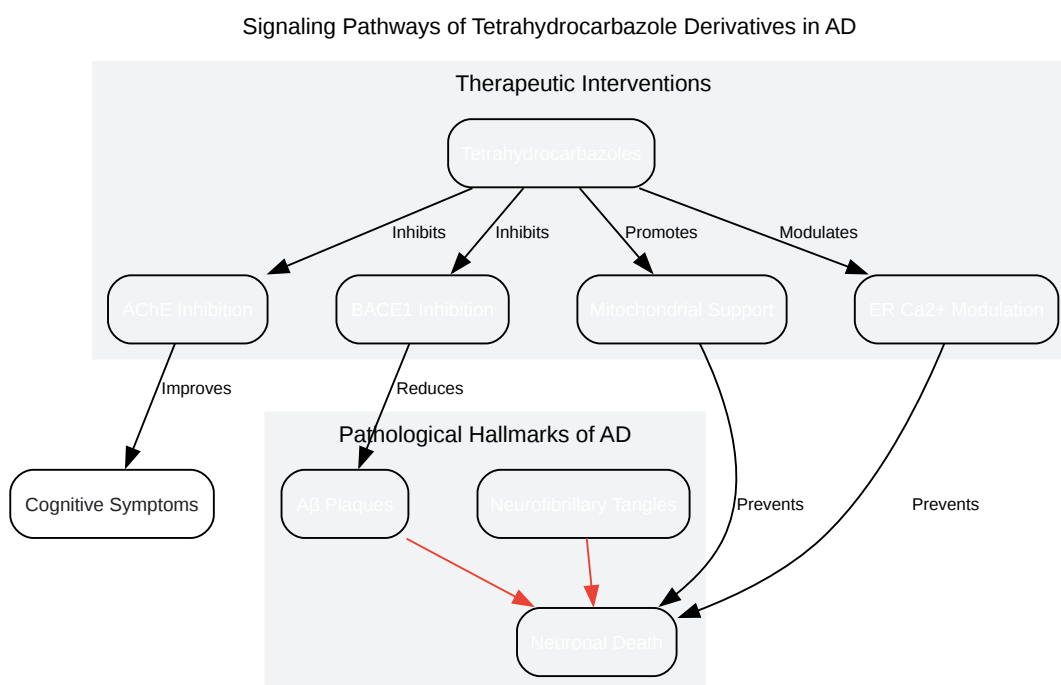 Signaling Pathways of Tetrahydrocarbazole Derivatives in AD
Therapeutic Interventions
Tetrahydrocarbazoles
Inhibits
Inhibits
Promotes
Modulates
AChE Inhibition
BACE1 Inhibition
Mitochondrial Support
ER Ca2+ Modulation
Improves
Reduces
Pathological Hallmarks of AD
Cognitive Symptoms
Aβ Plaques
Neurofibrillary Tangles
Prevents
Prevents
Neuronal Death